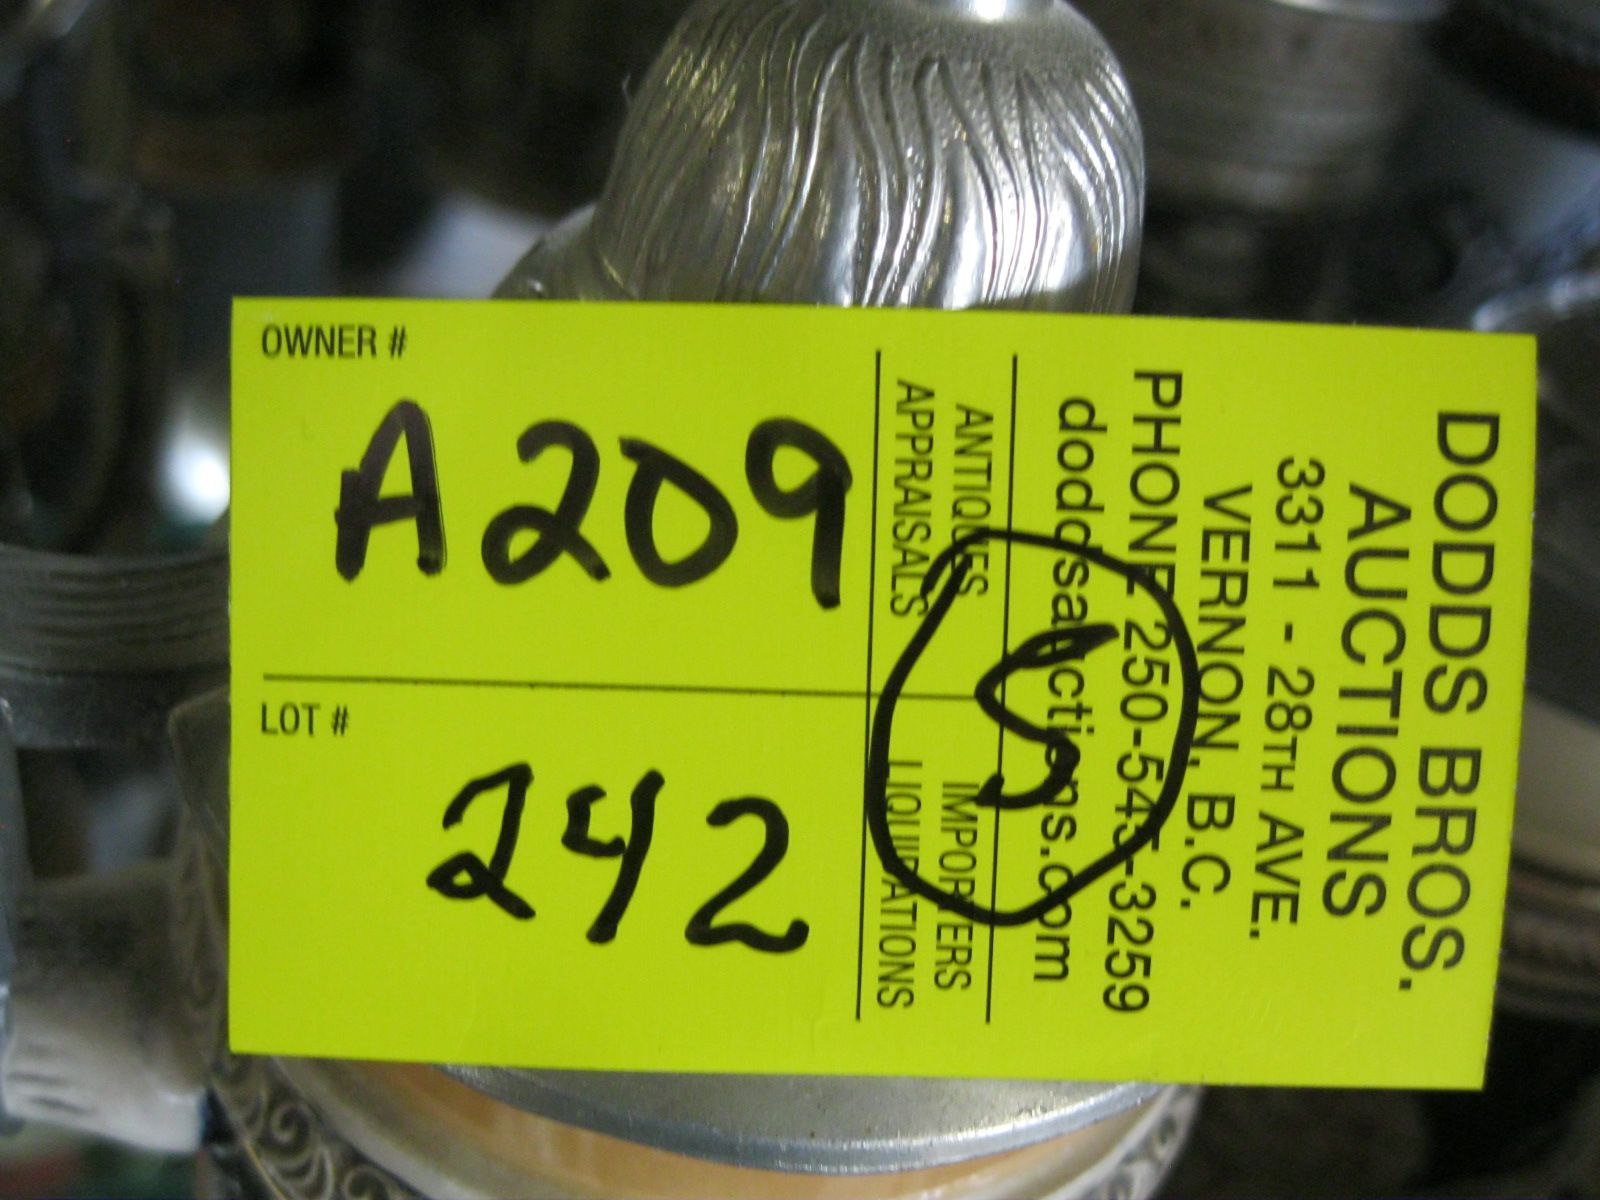 OWNER #
A209
LOT #
242
DODDS BROS.
AUCTIONS
3311 - 28TH AVE.
VERNON, B.C.
PHONE 250-545-3259
doddsauctions.com
ANTIQUES IMPORTERS
APPRAISALS LIQUIDATIONS
5